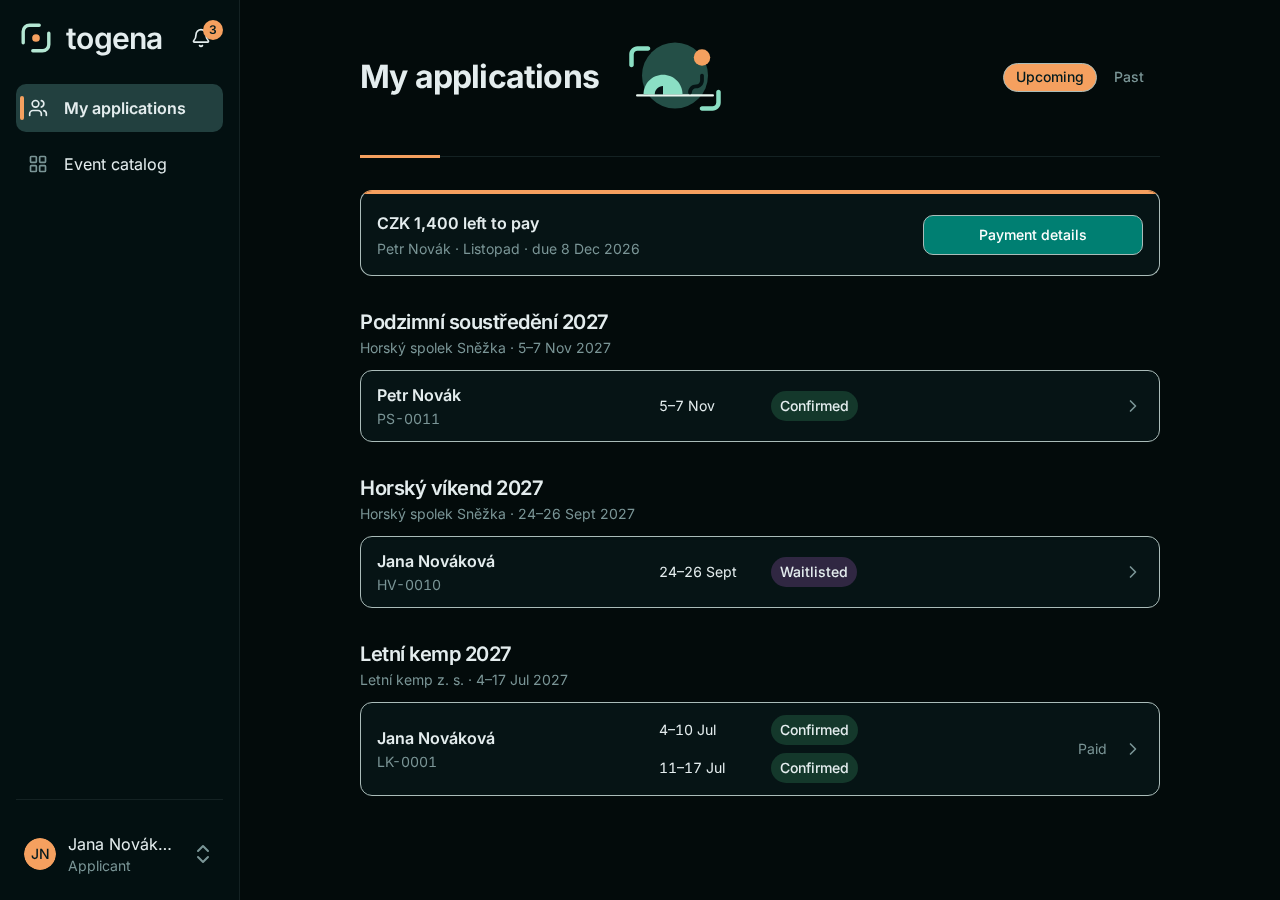 togena
3
My applications
Event catalog
My applications
Upcoming
Past
CZK 1,400 left to pay
Petr Novák · Listopad · due 8 Dec 2026
Payment details
Podzimní soustředění 2027
Horský spolek Sněžka · 5–7 Nov 2027
Petr Novák
PS-0011
5–7 Nov
Confirmed
Horský víkend 2027
Horský spolek Sněžka · 24–26 Sept 2027
Jana Nováková
HV-0010
24–26 Sept
Waitlisted
Letní kemp 2027
Letní kemp z. s. · 4–17 Jul 2027
Jana Nováková
LK-0001
4–10 Jul
Confirmed
11–17 Jul
Confirmed
Paid
JN
Jana Novák…
Applicant